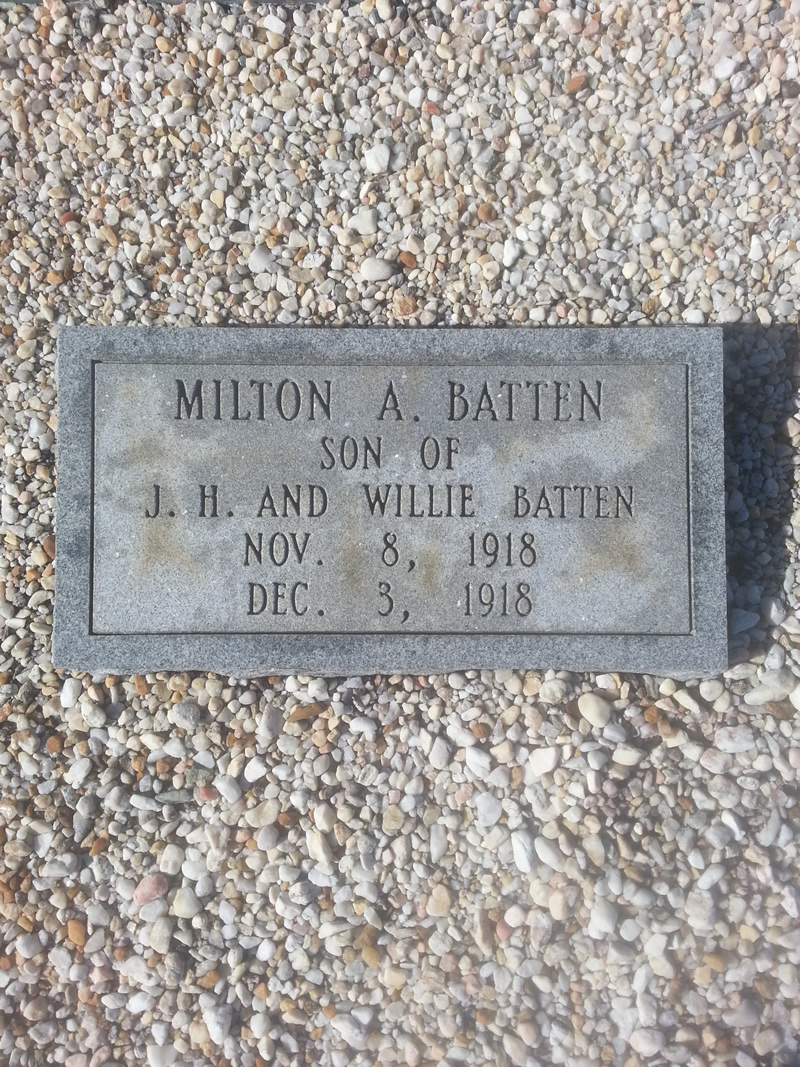 MILTON A. BATTEN
SON OF
J. H. AND WILLIE BATTEN
NOV. 8, 1918
DEC. 3, 1918